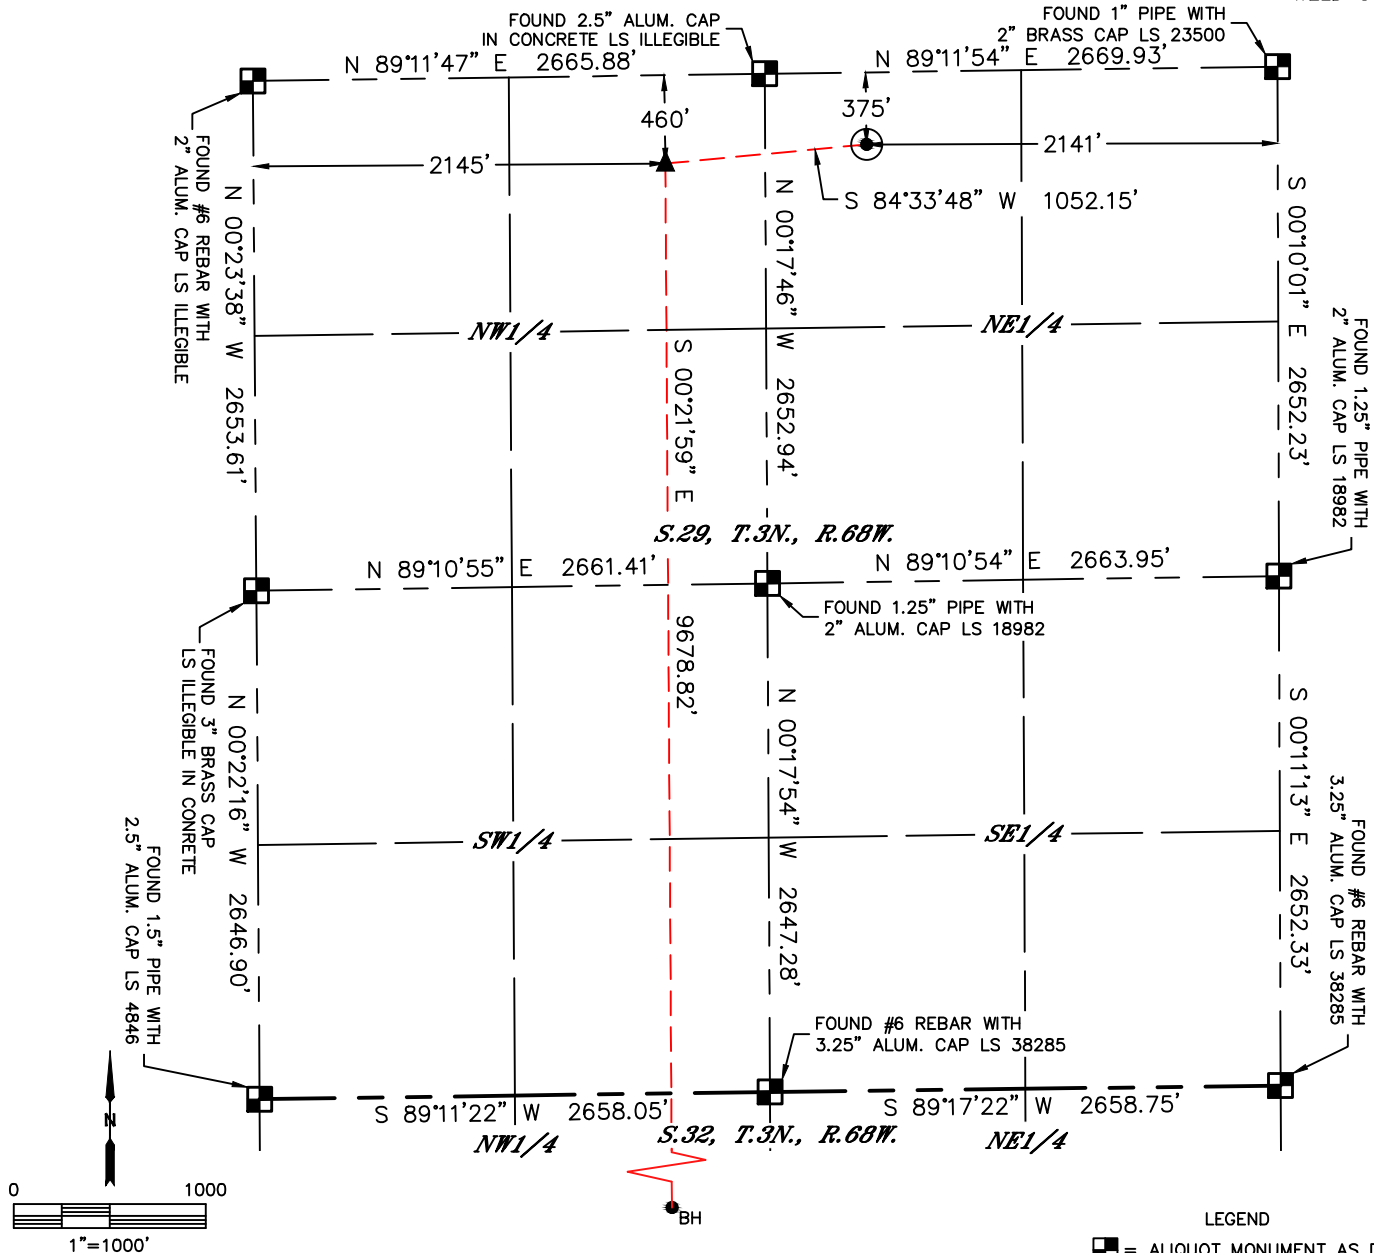 FOUND 2.5" ALUM. CAP
IN CONCRETE LS ILLEGIBLE
FOUND 1" PIPE WITH
2" BRASS CAP LS 23500
N 89°11'47" E 2665.88'
N 89°11'54" E 2669.93'
460'
375'
2145'
2141'
S 84°33'48" W 1052.15'
FOUND #6 REBAR WITH
2" ALUM. CAP LS ILLEGIBLE
N 00°23'38" W 2653.61'
N 00°17'46" W 2652.94'
S 00°10'01" E 2652.23'
FOUND 1.25" PIPE WITH
2" ALUM. CAP LS 18982
NW1/4
NE1/4
S 00°21'59" E 9678.82'
S.29, T.3N., R.68W.
N 89°10'55" E 2661.41'
N 89°10'54" E 2663.95'
FOUND 1.25" PIPE WITH
2" ALUM. CAP LS 18982
FOUND 3" BRASS CAP
LS ILLEGIBLE IN CONRETE
N 00°22'16" W 2646.90'
N 00°17'54" W 2647.28'
S 00°11'13" E 2652.33'
FOUND #6 REBAR WITH
3.25" ALUM. CAP LS 38285
SW1/4
SE1/4
FOUND 1.5" PIPE WITH
2.5" ALUM. CAP LS 4846
FOUND #6 REBAR WITH
3.25" ALUM. CAP LS 38285
S 89°11'22" W 2658.05'
S 89°17'22" W 2658.75'
NW1/4
S.32, T.3N., R.68W.
NE1/4
N
0 1000
1"=1000'
BH
LEGEND
= ALIQUOT MONUMENT AS